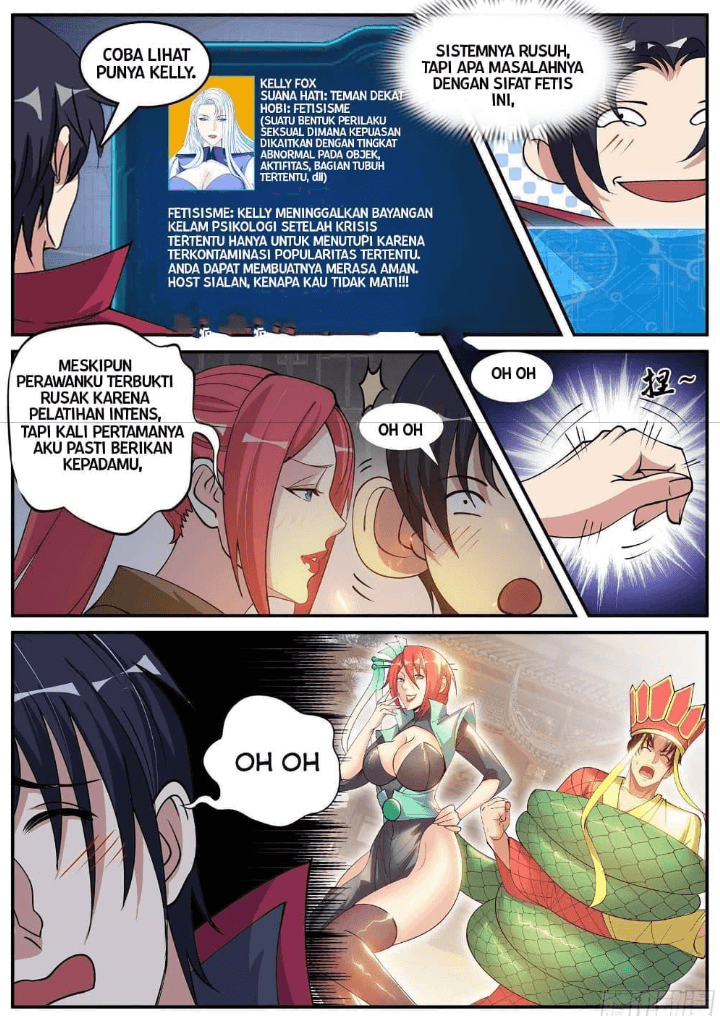 COBA LIHAT
PUNYA KELLY.
SISTEMNYA RUSUH,
TAPI APA MASALAHNYA
DENGAN SIFAT FETIS
INI,
KELLY FOX
SUANA HATI: TEMAN DEKAT
HOBI: FETISISME
(SUATU BENTUK PERILAKU
SEKSUAL DIMANA KEPUASAN
DIKAITKAN DENGAN TINGKAT
ABNORMAL PADA OBJEK,
AKTIFITAS, BAGIAN TUBUH
TERTENTU, dll)
FETISISME: KELLY MENINGGALKAN BAYANGAN
KELAM PSIKOLOGI SETELAH KRISIS
TERTENTU HANYA UNTUK MENUTUPI KARENA
TERKONTAMINASI POPULARITAS TERTENTU.
ANDA DAPAT MEMBUATNYA MERASA AMAN.
HOST SIALAN, KENAPA KAU TIDAK MATI!!!
MESKIPUN
PERAWANKU TERBUKTI
RUSAK KARENA
PELATIHAN INTENS,
TAPI KALI PERTAMANYA
AKU PASTI BERIKAN
KEPADAMU,
OH OH
OH OH
捏~
OH OH